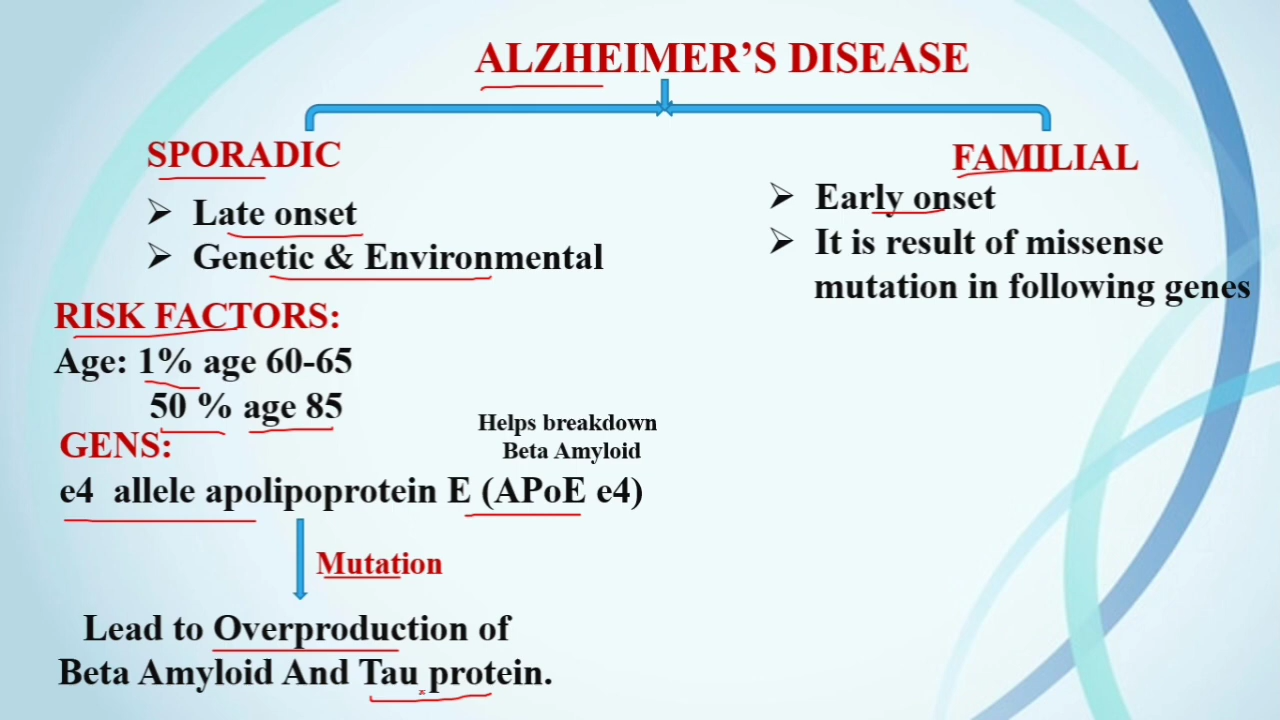 ALZHEIMER’S DISEASE
SPORADIC
➢ Late onset
➢ Genetic & Environmental
RISK FACTORS:
Age: 1% age 60-65
50 % age 85
GENS:
Helps breakdown
Beta Amyloid
e4 allele apolipoprotein E (APoE e4)
Mutation
Lead to Overproduction of
Beta Amyloid And Tau protein.
FAMILIAL
➢ Early onset
➢ It is result of missense
mutation in following genes